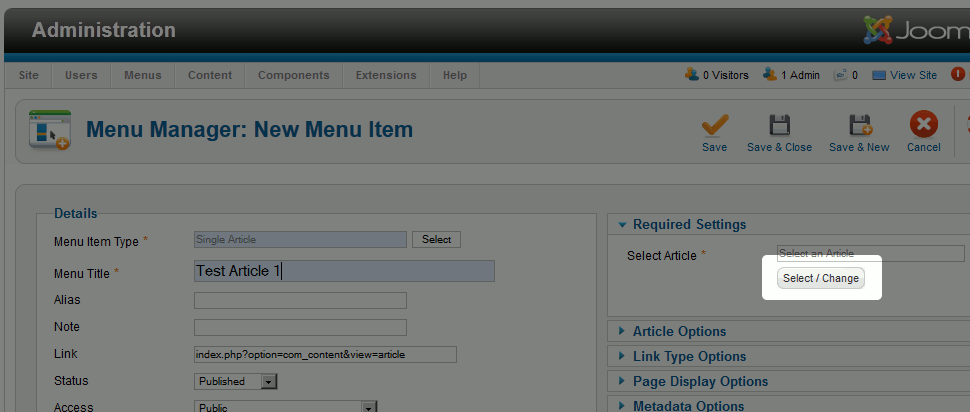 Administration
Joom
Site Users Menus Content Components Extensions Help
0 Visitors 1 Admin 0 View Site
Menu Manager: New Menu Item
Save Save & Close Save & New Cancel
Details
Menu Item Type * Single Article Select
Menu Title * Test Article 1
Alias
Note
Link index.php?option=com_content&view=article
Status Published
Access Public
Required Settings
Select Article * Select an Article
Select / Change
Article Options
Link Type Options
Page Display Options
Metadata Options